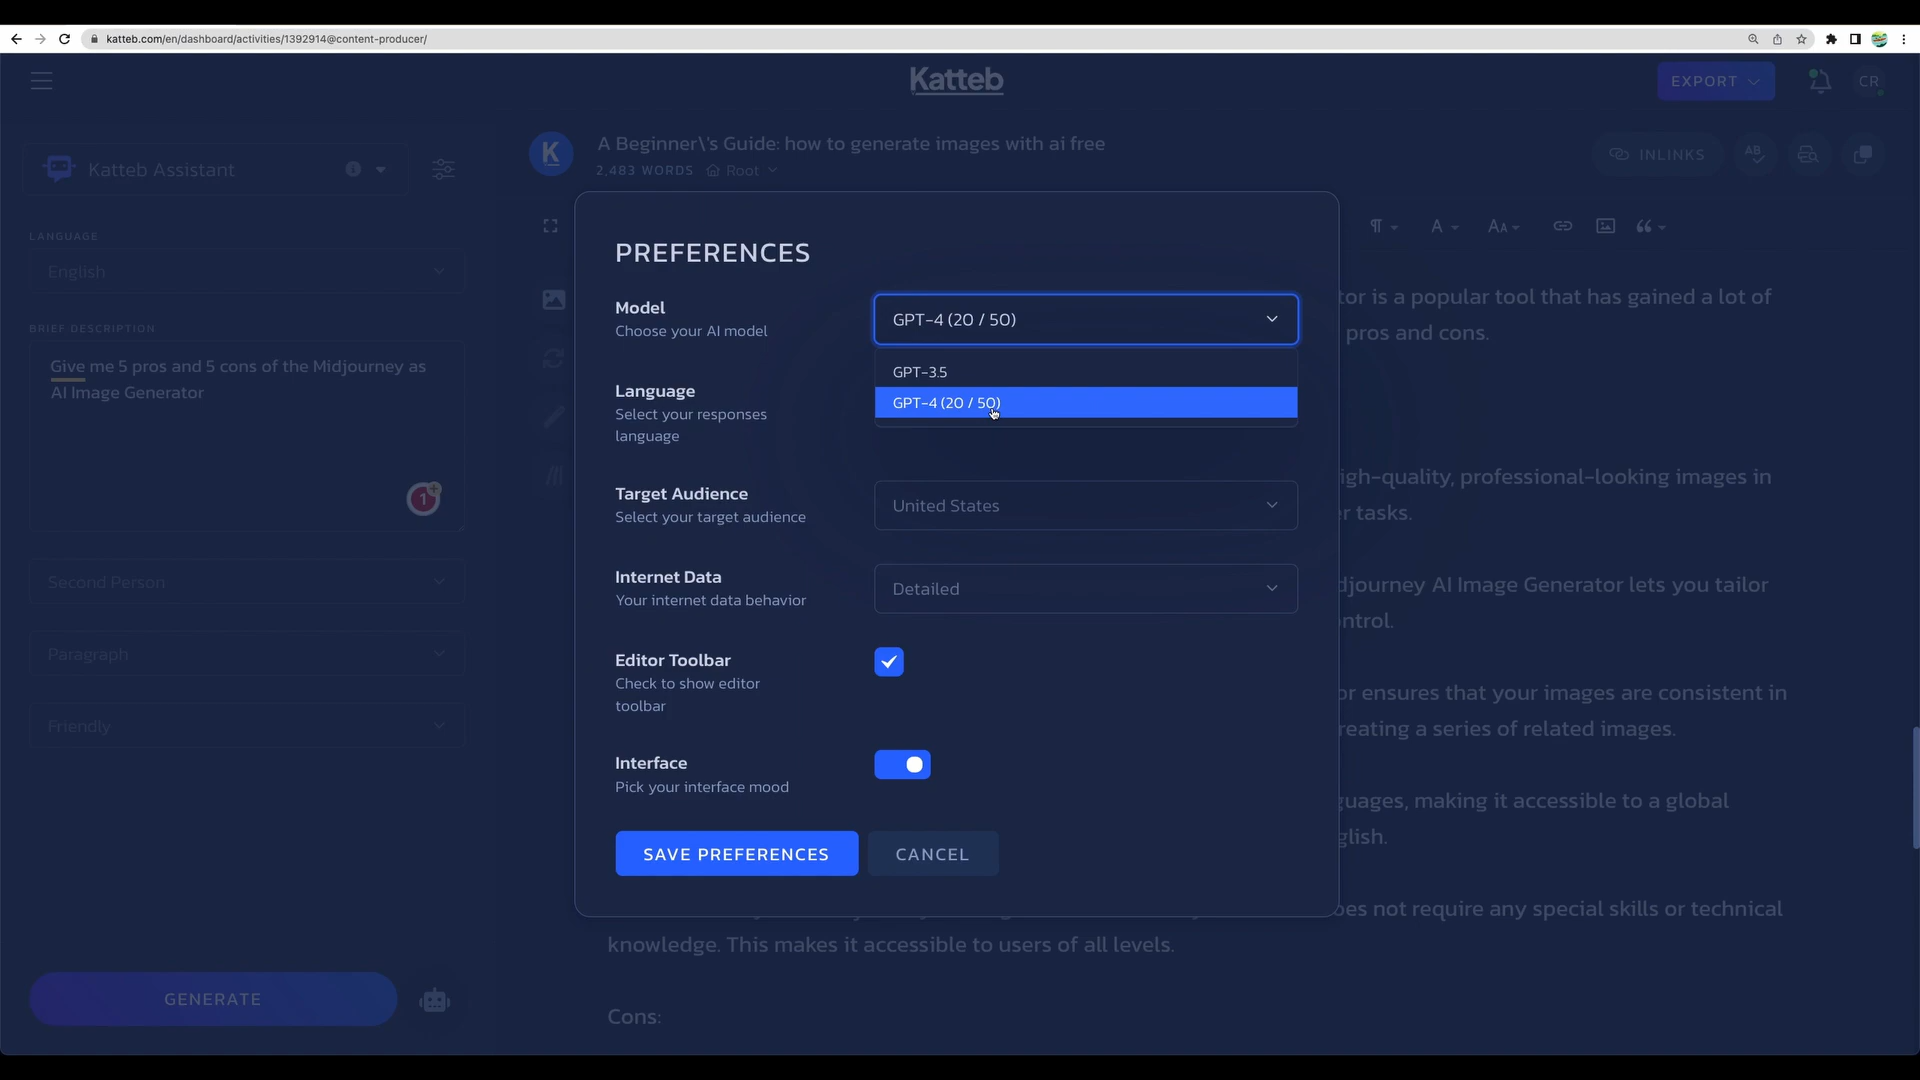 katteb.com/en/dashboard/activities/1392914@content-producer/
Katteb
EXPORT
CR
Katteb Assistant
K
A Beginner\'s Guide: how to generate images with ai free
2,483 WORDS Root
INLINKS
LANGUAGE
English
BRIEF DESCRIPTION
Give me 5 pros and 5 cons of the Midjourney as
AI Image Generator
1
Second Person
Paragraph
Friendly
GENERATE
PREFERENCES
Model
Choose your AI model
GPT-4 (20 / 50)
GPT-3.5
GPT-4 (20 / 50)
Language
Select your responses
language
Target Audience
Select your target audience
United States
Internet Data
Your internet data behavior
Detailed
Editor Toolbar
Check to show editor
toolbar
Interface
Pick your interface mood
SAVE PREFERENCES
CANCEL
tor is a popular tool that has gained a lot of
pros and cons.
igh-quality, professional-looking images in
r tasks.
djourney AI Image Generator lets you tailor
ntrol.
or ensures that your images are consistent in
reating a series of related images.
guages, making it accessible to a global
glish.
oes not require any special skills or technical
knowledge. This makes it accessible to users of all levels.
Cons: